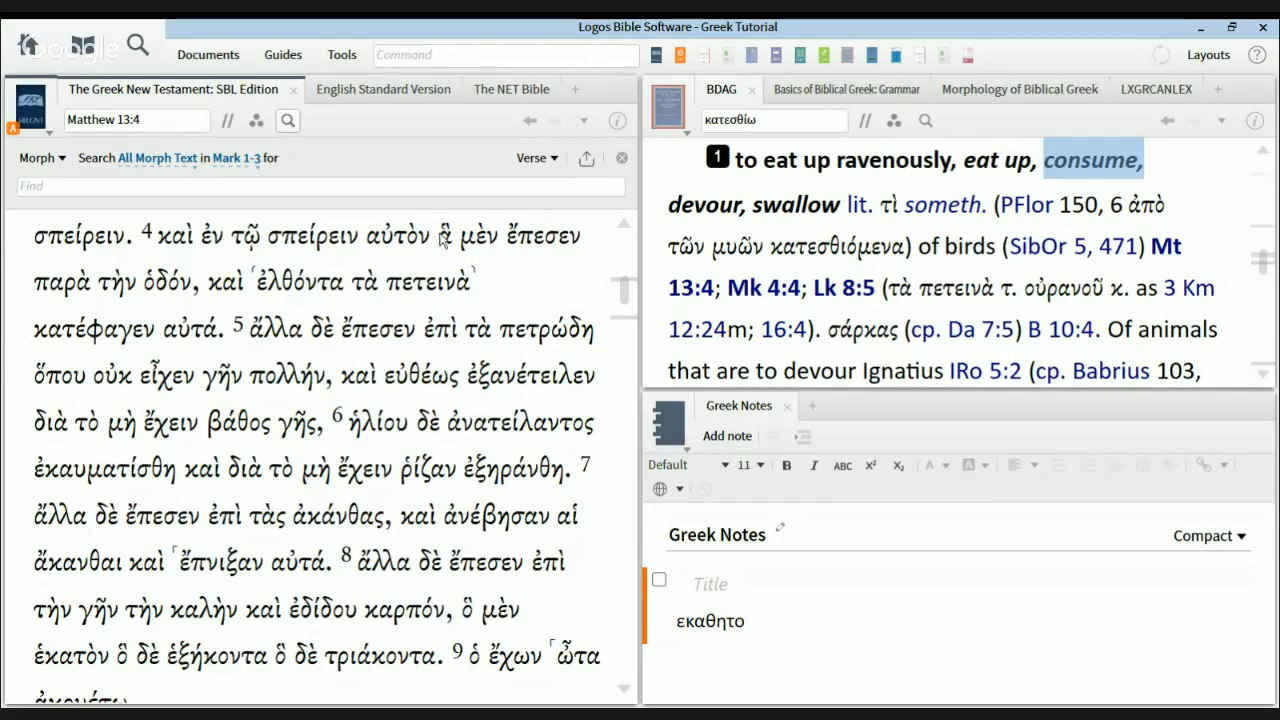 Logos Bible Software - Greek Tutorial
Google
Documents Guides Tools Command Layouts
The Greek New Testament: SBL Edition English Standard Version The NET Bible
Matthew 13:4
Morph Search All Morph Text in Mark 1-3 for Verse
Find
σπείρειν. 4 καὶ ἐν τῷ σπείρειν αὐτὸν ἃ μὲν ἔπεσεν
παρὰ τὴν ὁδόν, καὶ ⸂ἐλθόντα τὰ πετεινὰ⸃
κατέφαγεν αὐτά. 5 ἄλλα δὲ ἔπεσεν ἐπὶ τὰ πετρώδη
ὅπου οὐκ εἶχεν γῆν πολλήν, καὶ εὐθέως ἐξανέτειλεν
διὰ τὸ μὴ ἔχειν βάθος γῆς, 6 ἡλίου δὲ ἀνατείλαντος
ἐκαυματίσθη καὶ διὰ τὸ μὴ ἔχειν ῥίζαν ἐξηράνθη. 7
ἄλλα δὲ ἔπεσεν ἐπὶ τὰς ἀκάνθας, καὶ ἀνέβησαν αἱ
ἄκανθαι καὶ ⸀ἔπνιξαν αὐτά. 8 ἄλλα δὲ ἔπεσεν ἐπὶ
τὴν γῆν τὴν καλὴν καὶ ἐδίδου καρπόν, ὃ μὲν
ἑκατὸν ὃ δὲ ἑξήκοντα ὃ δὲ τριάκοντα. 9 ὁ ἔχων ⸀ὦτα
BDAG Basics of Biblical Greek: Grammar Morphology of Biblical Greek LXGRCANLEX
κατεσθίω
1 to eat up ravenously, eat up, consume,
devour, swallow lit. τὶ someth. (PFlor 150, 6 ἀπὸ
τῶν μυῶν κατεσθιόμενα) of birds (SibOr 5, 471) Mt
13:4; Mk 4:4; Lk 8:5 (τὰ πετεινὰ τ. οὐρανοῦ κ. as 3 Km
12:24m; 16:4). σάρκας (cp. Da 7:5) B 10:4. Of animals
that are to devour Ignatius IRo 5:2 (cp. Babrius 103,
Greek Notes
Add note
Default 11 B I ABC X² X₂ A A
Greek Notes Compact
Title
εκαθητο